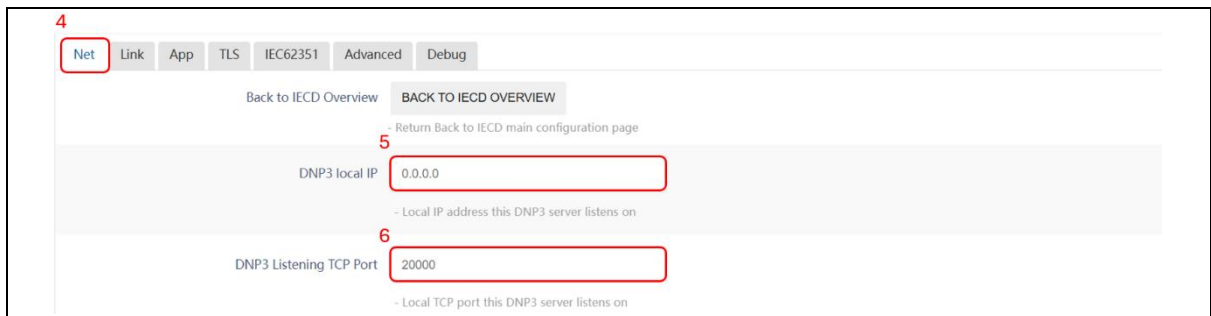 4
Net Link App TLS IEC62351 Advanced Debug
Back to IECD Overview BACK TO IECD OVERVIEW
- Return Back to IECD main configuration page
5
DNP3 local IP 0.0.0.0
- Local IP address this DNP3 server listens on
6
DNP3 Listening TCP Port 20000
- Local TCP port this DNP3 server listens on